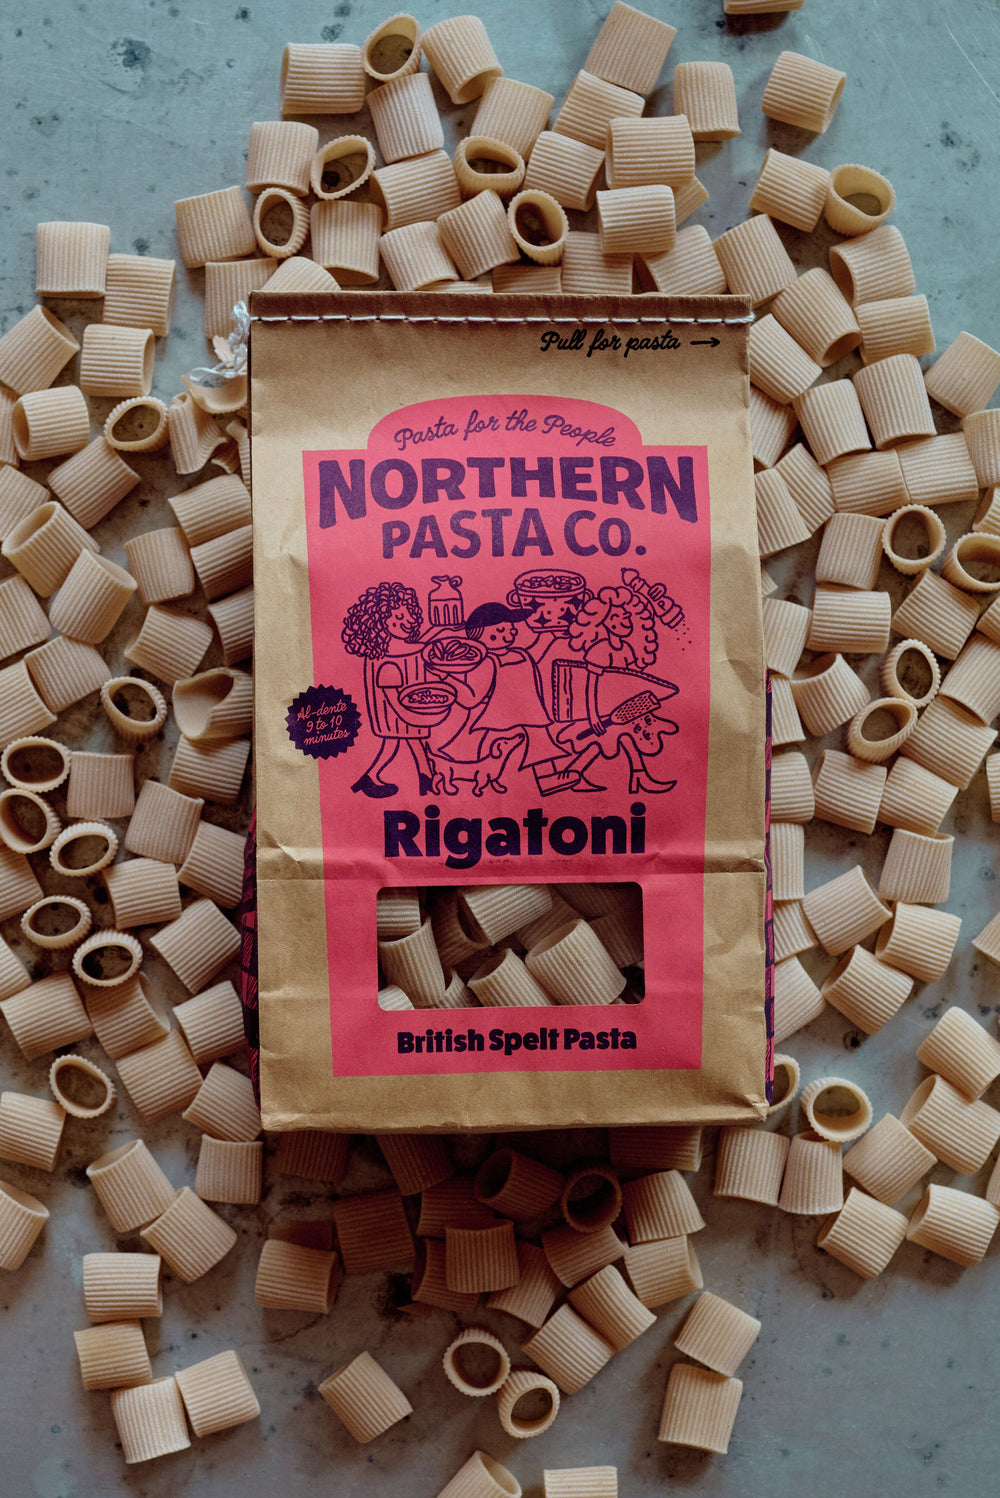 Pull for pasta →
Pasta for the People
NORTHERN
PASTA CO.
Al-dente
9 to 10
minutes
Rigatoni
British Spelt Pasta